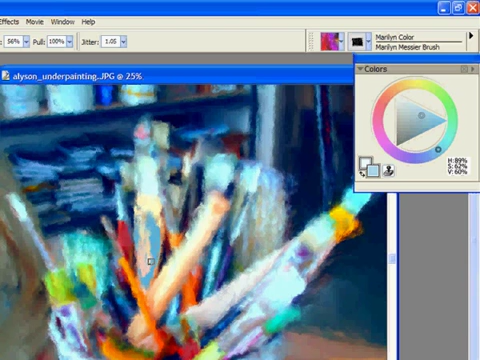 Effects Movie Window Help
56% Pull: 100% Jitter: 1.05
Marilyn Color
Marilyn Messier Brush
alyson_underpainting..JPG @ 25%
Colors
H: 89%
S: 62%
V: 60%